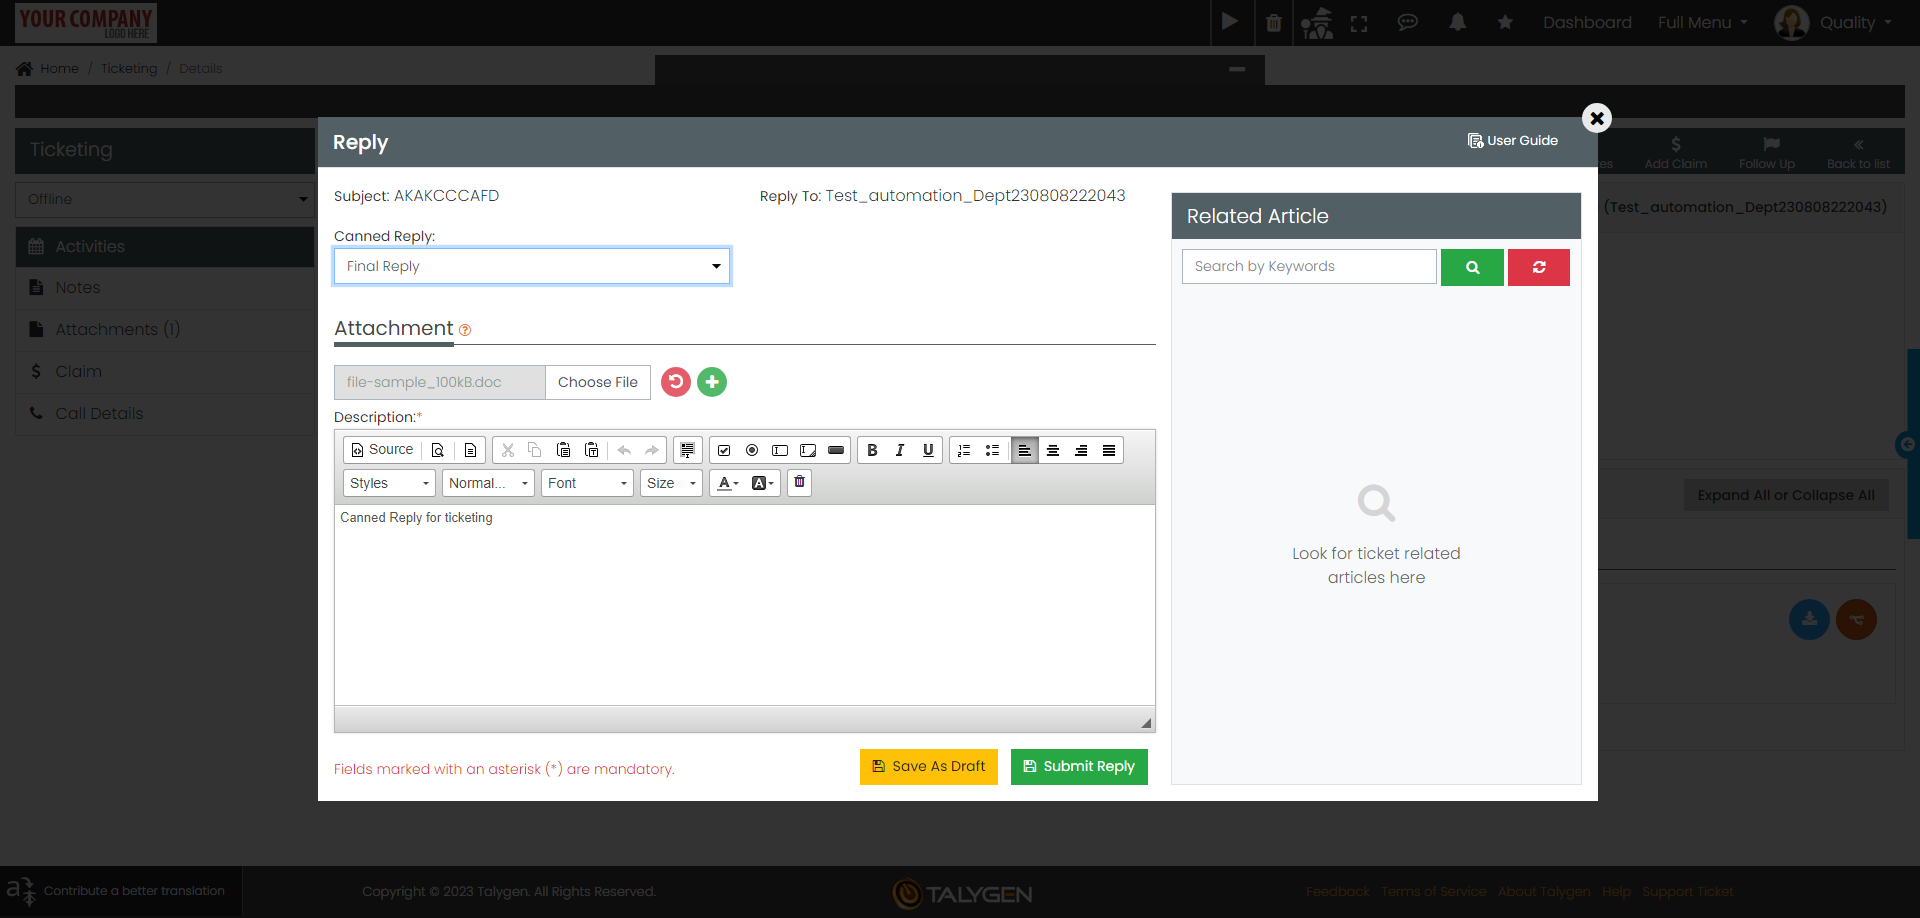 YOUR COMPANY
LOGO HERE
Dashboard
Full Menu
Quality
Home / Ticketing / Details
Ticketing
Offline
Activities
Notes
Attachments (1)
Claim
Call Details
Add Claim
Follow Up
Back to list
(Test_automation_Dept230808222043)
Expand All or Collapse All
Reply
User Guide
Subject: AKAKCCCAFD
Reply To: Test_automation_Dept230808222043
Canned Reply:
Final Reply
Attachment
file-sample_100kB.doc
Choose File
Description:*
Source
B I U
Styles
Normal...
Font
Size
A
A
Canned Reply for ticketing
Fields marked with an asterisk (*) are mandatory.
Save As Draft
Submit Reply
Related Article
Search by Keywords
Look for ticket related
articles here
Contribute a better translation
Copyright © 2023 Talygen. All Rights Reserved.
TALYGEN
Feedback Terms of Service About Talygen Help Support Ticket